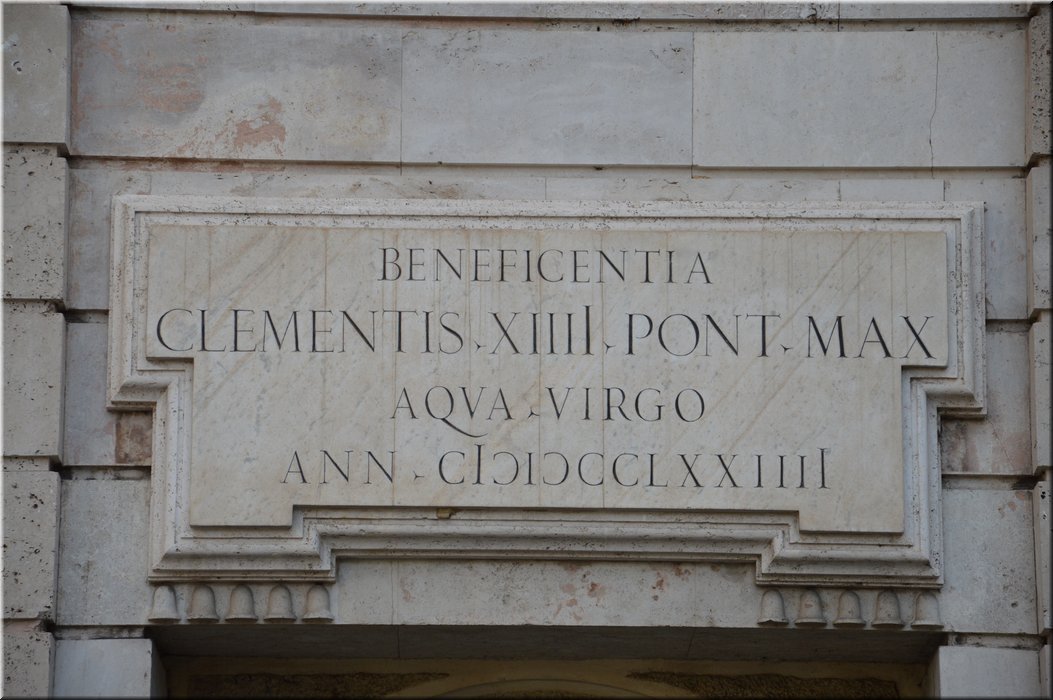 BENEFICENTIA
CLEMENTIS · XIIII · PONT · MAX
AQVA · VIRGO
ANN · CIƆIƆCCLXXIIII